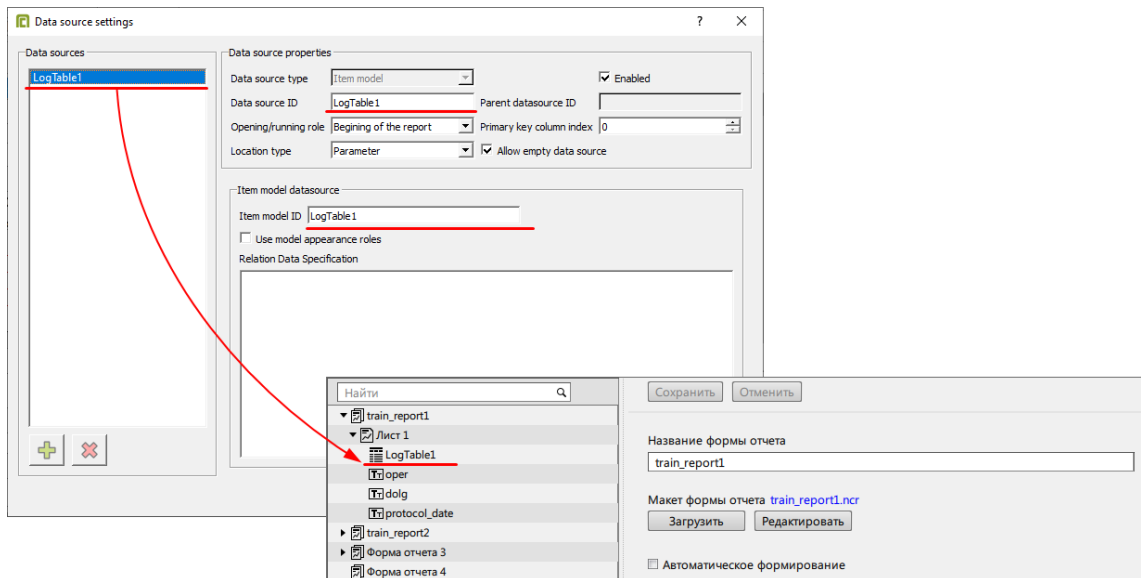 Data source settings
?
Data sources
LogTable1
Data source properties
Data source type Item model Enabled
Data source ID LogTable1 Parent datasource ID
Opening/running role Begining of the report Primary key column index 0
Location type Parameter Allow empty data source
Item model datasource
Item model ID LogTable1
Use model appearance roles
Relation Data Specification
Найти
train_report1
Лист 1
LogTable1
oper
dolg
protocol_date
train_report2
Форма отчета 3
Форма отчета 4
Сохранить Отменить
Название формы отчета
train_report1
Макет формы отчета train_report1.ncr
Загрузить Редактировать
Автоматическое формирование